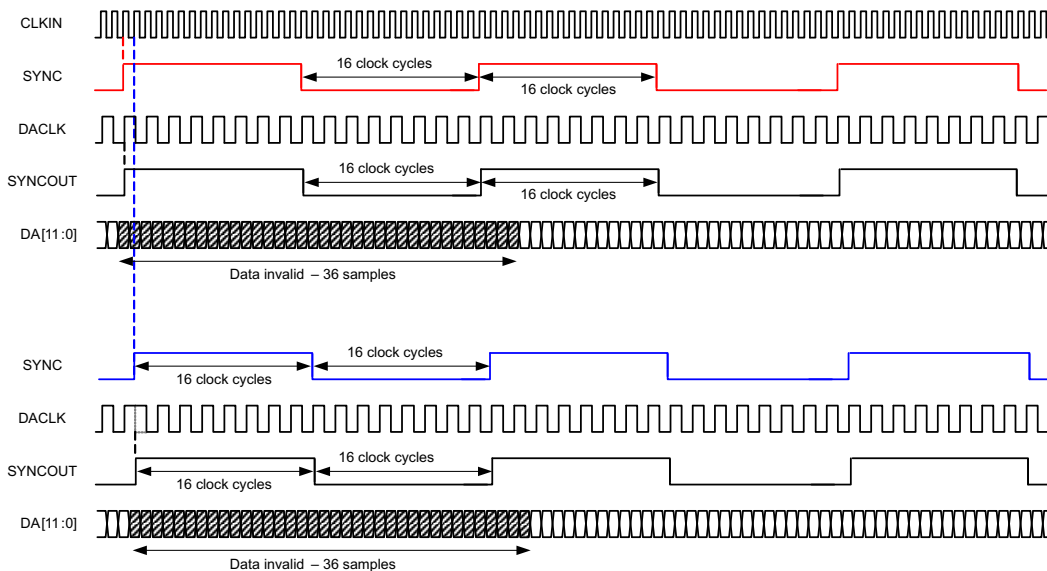 CLKIN
SYNC
16 clock cycles
16 clock cycles
DACLK
SYNCOUT
16 clock cycles
16 clock cycles
DA[11:0]
Data invalid – 36 samples
SYNC
16 clock cycles
16 clock cycles
DACLK
SYNCOUT
16 clock cycles
16 clock cycles
DA[11:0]
Data invalid – 36 samples